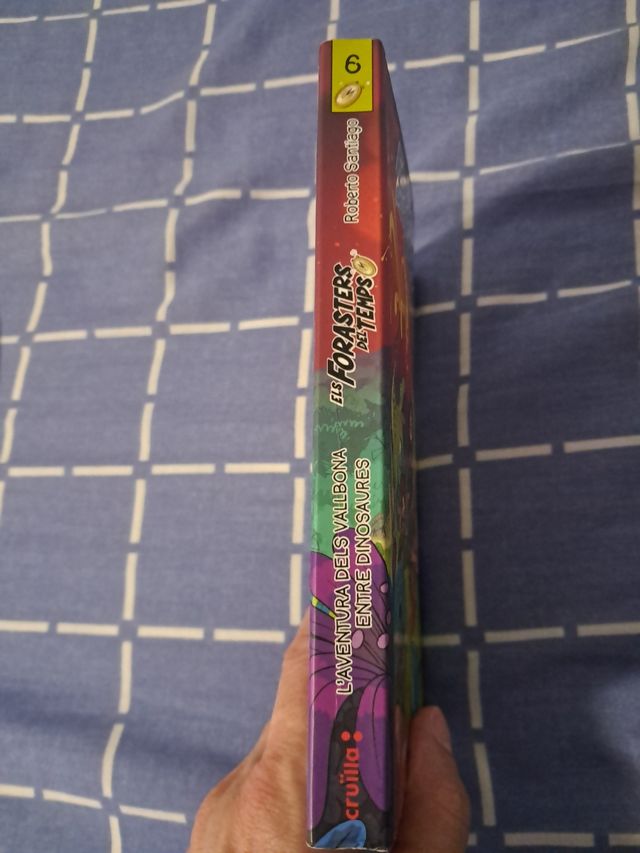 6
Roberto Santiago
ELS
FORASTERS
DEL TEMPS
L'AVENTURA DELS VALLBONA
ENTRE DINOSAURES
cruïlla